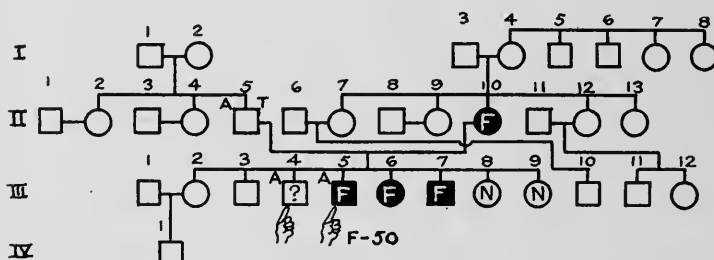 1 2 3 4 5 6 7 8
I
1 2 3 4 5 6 7 8 9 10 11 12 13
II A T F
1 2 3 4 5 6 7 8 9 10 11 12
III A ? A F F F N N
F-50
1
IV